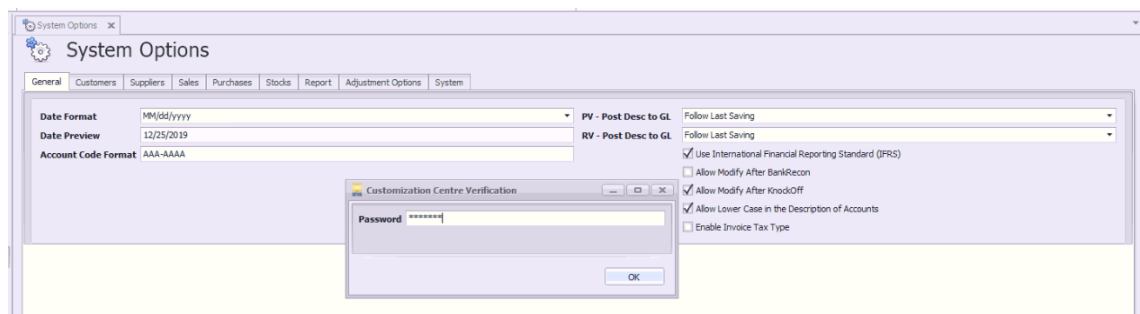 System Options
System Options
General Customers Suppliers Sales Purchases Stocks Report Adjustment Options System
Date Format MM/dd/yyyy PV - Post Desc to GL Follow Last Saving
Date Preview 12/25/2019 RV - Post Desc to GL Follow Last Saving
Account Code Format AAA-AAAA Use International Financial Reporting Standard (IFRS)
Allow Modify After BankRecon
Customization Centre Verification
Allow Modify After KnockOff
Allow Lower Case in the Description of Accounts
Password *******
Enable Invoice Tax Type
OK